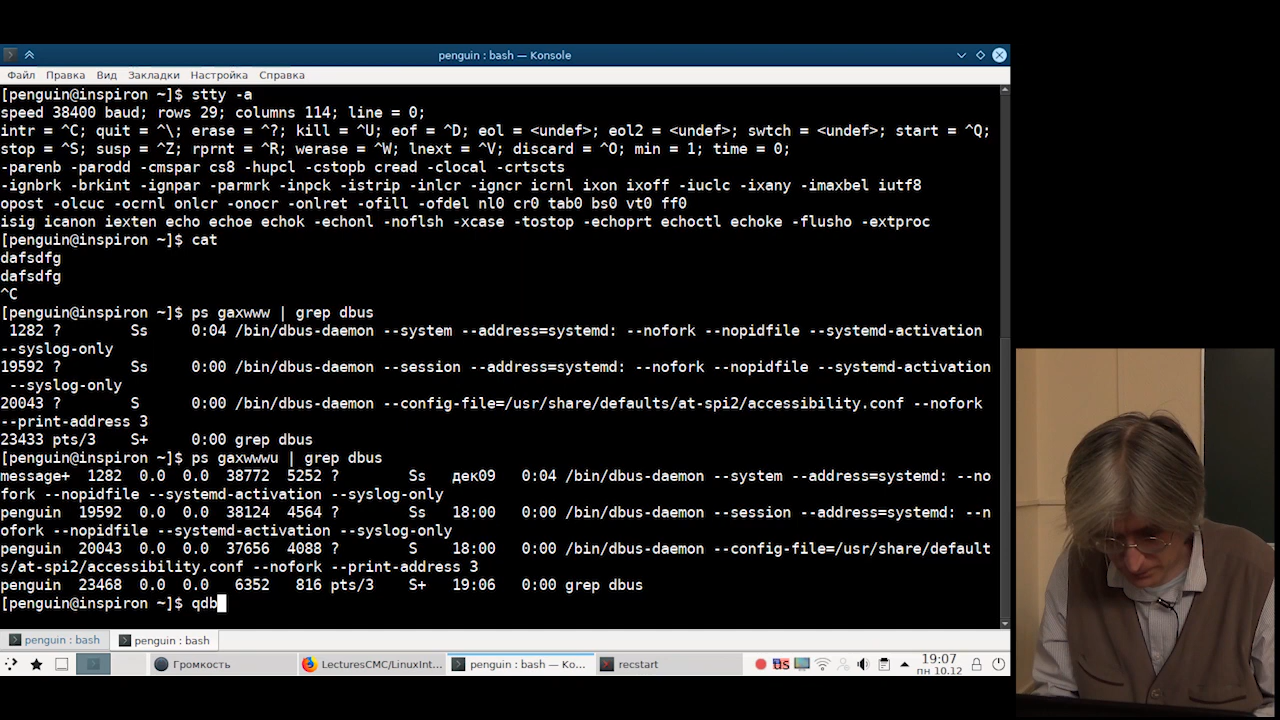 penguin : bash — Konsole
Файл Правка Вид Закладки Настройка Справка
[penguin@inspiron ~]$ stty -a
speed 38400 baud; rows 29; columns 114; line = 0;
intr = ^C; quit = ^\; erase = ^?; kill = ^U; eof = ^D; eol = <undef>; eol2 = <undef>; swtch = <undef>; start = ^Q;
stop = ^S; susp = ^Z; rprnt = ^R; werase = ^W; lnext = ^V; discard = ^O; min = 1; time = 0;
-parenb -parodd -cmspar cs8 -hupcl -cstopb cread -clocal -crtscts
-ignbrk -brkint -ignpar -parmrk -inpck -istrip -inlcr -igncr icrnl ixon ixoff -iuclc -ixany -imaxbel iutf8
opost -olcuc -ocrnl onlcr -onocr -onlret -ofill -ofdel nl0 cr0 tab0 bs0 vt0 ff0
isig icanon iexten echo echoe echok -echonl -noflsh -xcase -tostop -echoprt echoctl echoke -flusho -extproc
[penguin@inspiron ~]$ cat
dafsdfg
dafsdfg
^C
[penguin@inspiron ~]$ ps gaxwww | grep dbus
1282 ? Ss 0:04 /bin/dbus-daemon --system --address=systemd: --nofork --nopidfile --systemd-activation
--syslog-only
19592 ? Ss 0:00 /bin/dbus-daemon --session --address=systemd: --nofork --nopidfile --systemd-activation
--syslog-only
20043 ? S 0:00 /bin/dbus-daemon --config-file=/usr/share/defaults/at-spi2/accessibility.conf --nofork
--print-address 3
23433 pts/3 S+ 0:00 grep dbus
[penguin@inspiron ~]$ ps gaxwwwu | grep dbus
message+ 1282 0.0 0.0 38772 5252 ? Ss дек09 0:04 /bin/dbus-daemon --system --address=systemd: --no
fork --nopidfile --systemd-activation --syslog-only
penguin 19592 0.0 0.0 38124 4564 ? Ss 18:00 0:00 /bin/dbus-daemon --session --address=systemd: --n
ofork --nopidfile --systemd-activation --syslog-only
penguin 20043 0.0 0.0 37656 4088 ? S 18:00 0:00 /bin/dbus-daemon --config-file=/usr/share/default
s/at-spi2/accessibility.conf --nofork --print-address 3
penguin 23468 0.0 0.0 6352 816 pts/3 S+ 19:06 0:00 grep dbus
[penguin@inspiron ~]$ qdb
penguin : bash penguin : bash
Громкость LecturesCMC/LinuxInt... penguin : bash — Ko... recstart US 19:07
пн 10.12